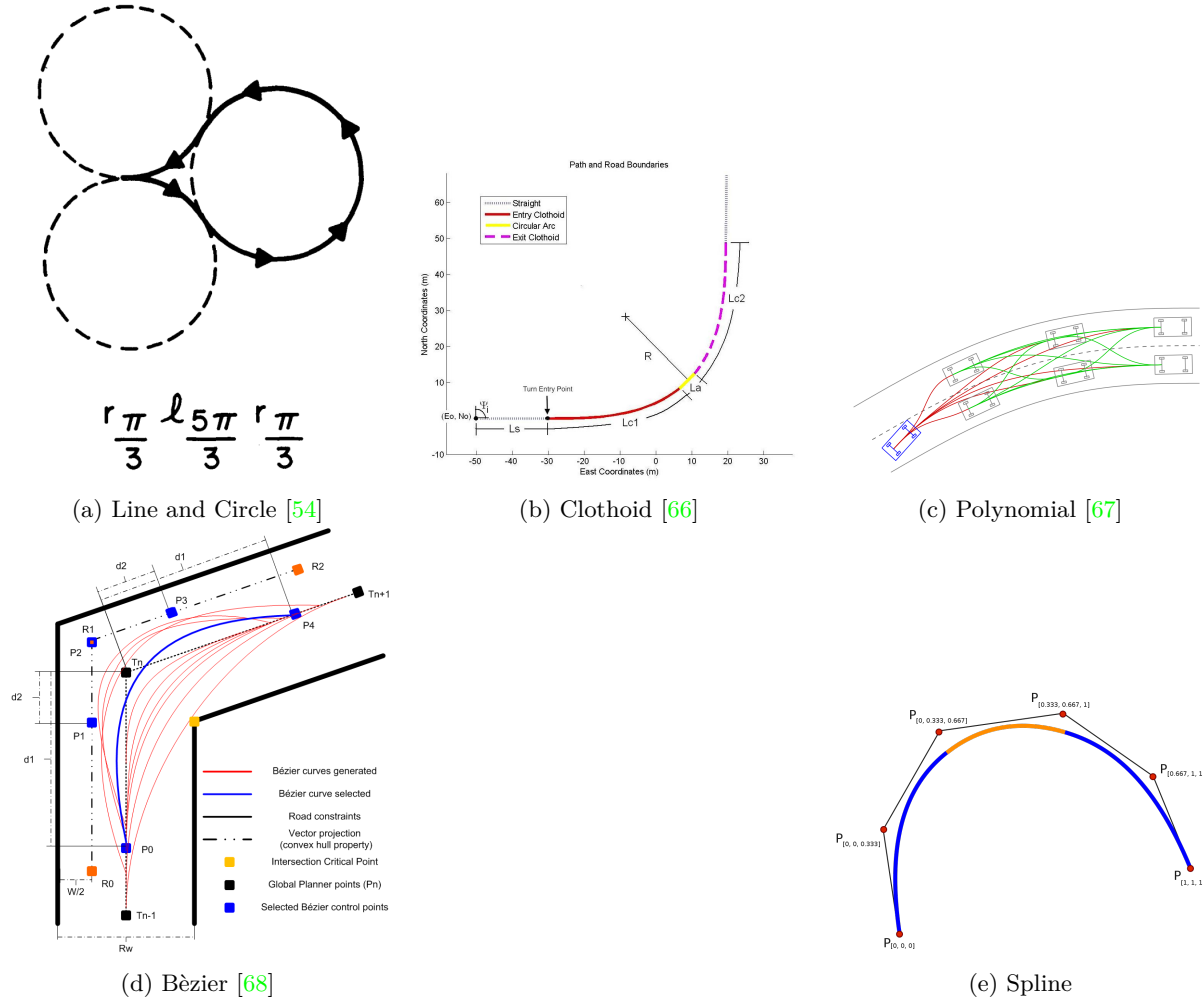 r π/3 l 5π/3 r π/3
(a) Line and Circle [54]
Path and Road Boundaries
Straight
Entry Clothoid
Circular Arc
Exit Clothoid
North Coordinates (m)
60
50
40
30
20
10
0
-10
Lc2
R
La
Turn Entry Point
Ψi
(Eo, No)
Ls
Lc1
-50 -40 -30 -20 -10 0 10 20 30
East Coordinates (m)
(b) Clothoid [66]
(c) Polynomial [67]
d1
d2
R2
P3
Tn+1
R1
P4
P2
Tn
d2
P1
d1
Bézier curves generated
Bézier curve selected
Road constraints
Vector projection
(convex hull property)
P0
Intersection Critical Point
R0
W/2
Global Planner points (Pn)
Selected Bézier control points
Tn-1
Rw
(d) Bèzier [68]
P[0.333, 0.667, 1]
P[0, 0.333, 0.667]
P[0.667, 1, 1
P[0, 0, 0.333]
P[1, 1, 1
P[0, 0, 0]
(e) Spline